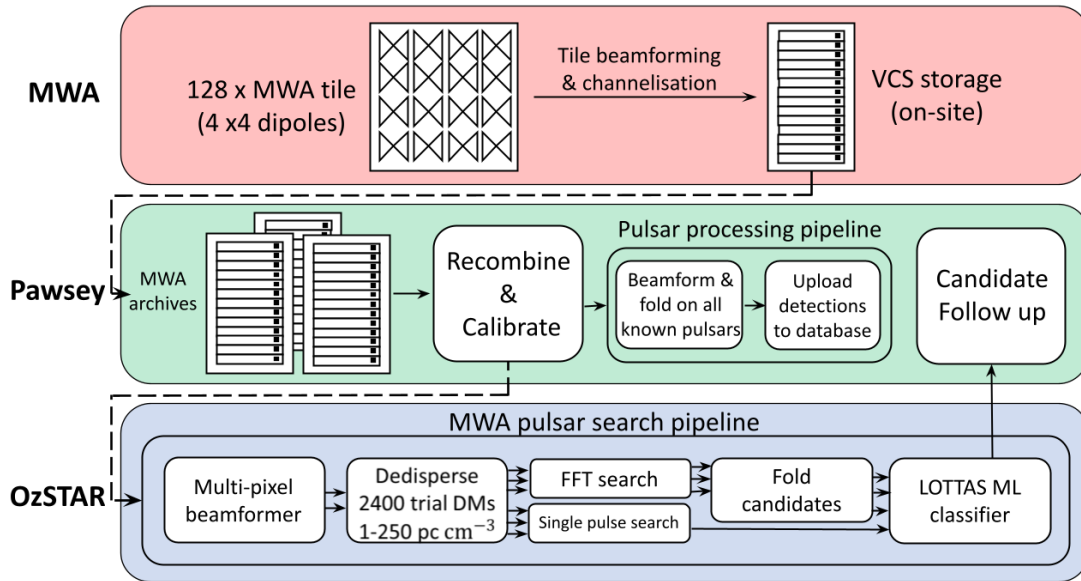 MWA
128 x MWA tile
(4 x4 dipoles)
Tile beamforming
& channelisation
VCS storage
(on-site)
Pawsey
MWA
archives
Recombine
&
Calibrate
Pulsar processing pipeline
Beamform &
fold on all
known pulsars
Upload
detections
to database
Candidate
Follow up
OzSTAR
MWA pulsar search pipeline
Multi-pixel
beamformer
Dedisperse
2400 trial DMs
1-250 pc cm⁻³
FFT search
Single pulse search
Fold
candidates
LOTTAS ML
classifier